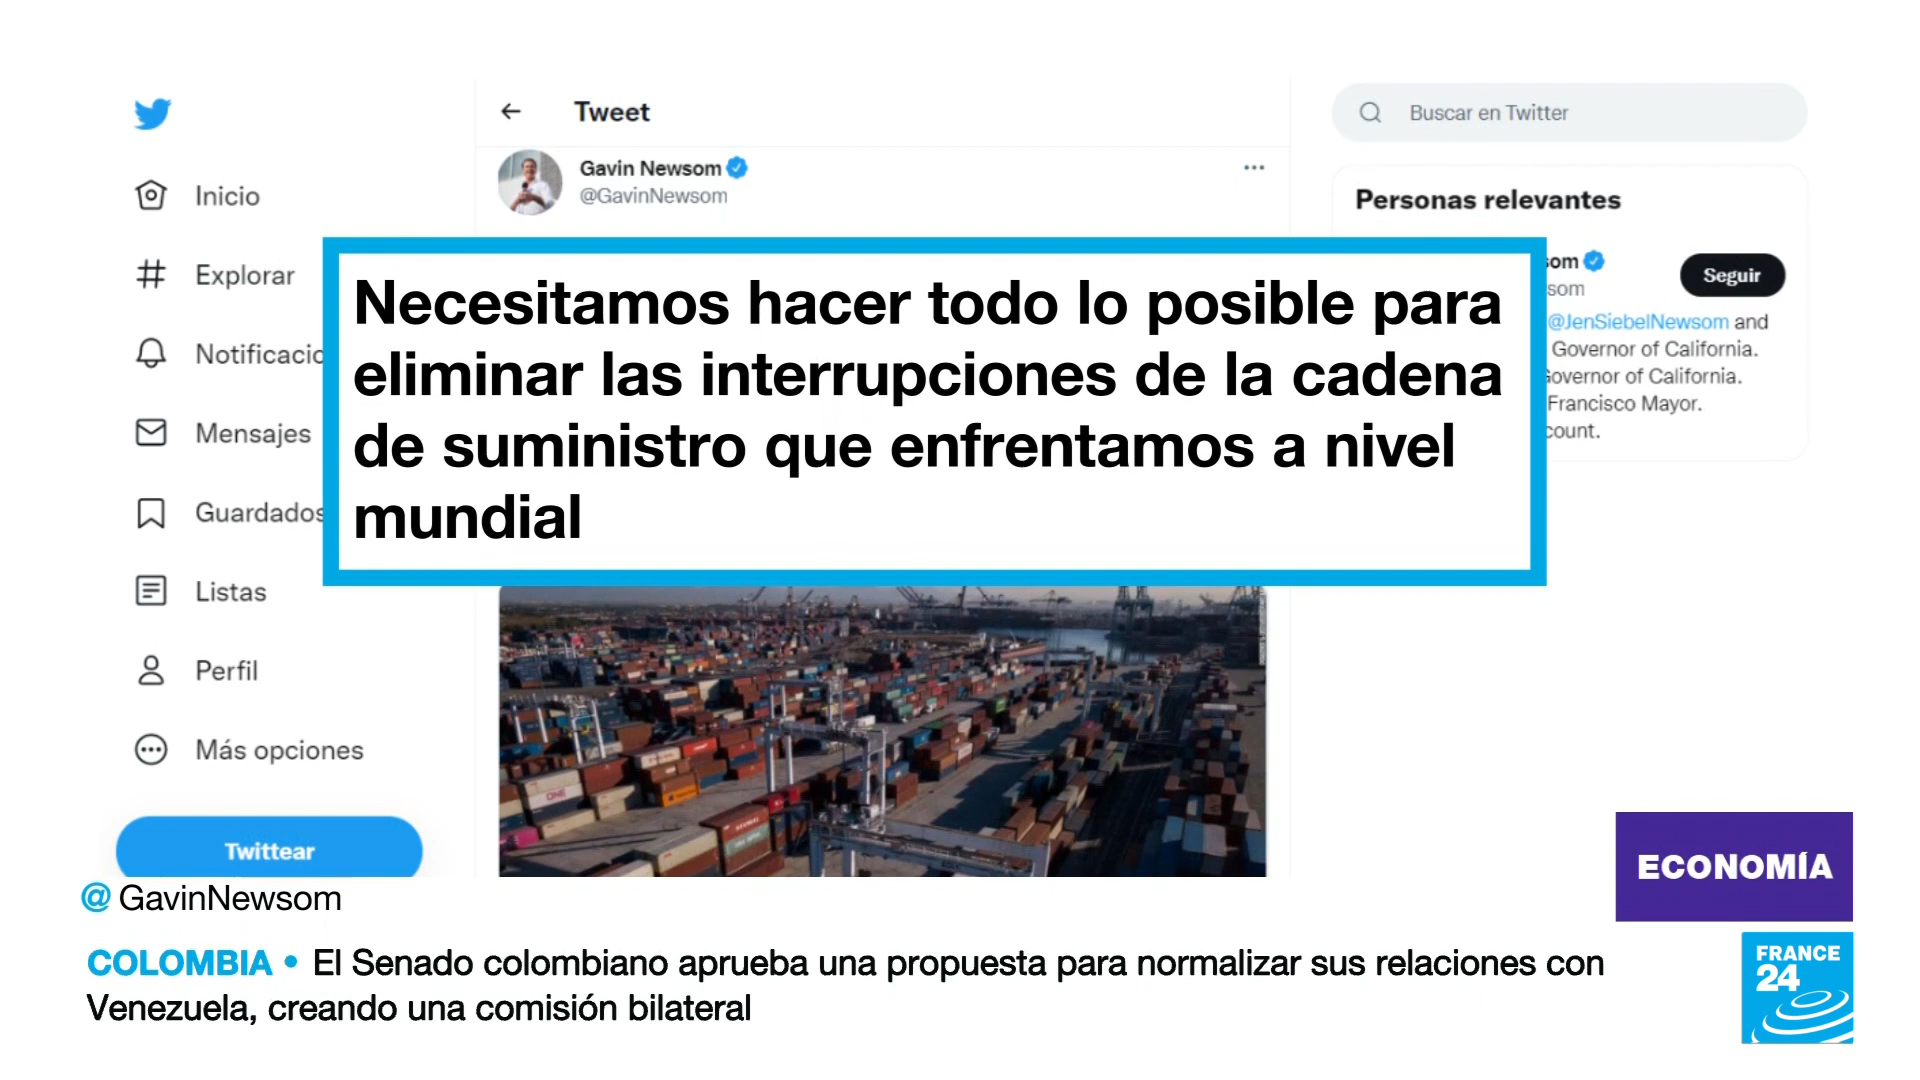 Tweet
Buscar en Twitter
Gavin Newsom
@GavinNewsom
Inicio
Explorar
Notificacio
Mensajes
Guardados
Listas
Perfil
Más opciones
Twittear
Necesitamos hacer todo lo posible para
eliminar las interrupciones de la cadena
de suministro que enfrentamos a nivel
mundial
Personas relevantes
som
som
Seguir
@JenSiebelNewsom and
Governor of California.
Governor of California.
Francisco Mayor.
count.
ONE
@ GavinNewsom
ECONOMÍA
COLOMBIA • El Senado colombiano aprueba una propuesta para normalizar sus relaciones con
Venezuela, creando una comisión bilateral
FRANCE
24